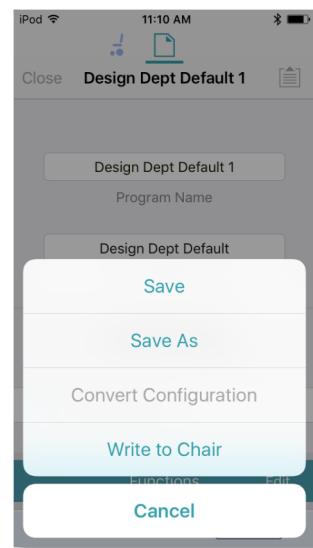 iPod 11:10 AM
Close Design Dept Default 1
Design Dept Default 1
Program Name
Design Dept Default
Save
Save As
Convert Configuration
Write to Chair
Functions Edit
Cancel